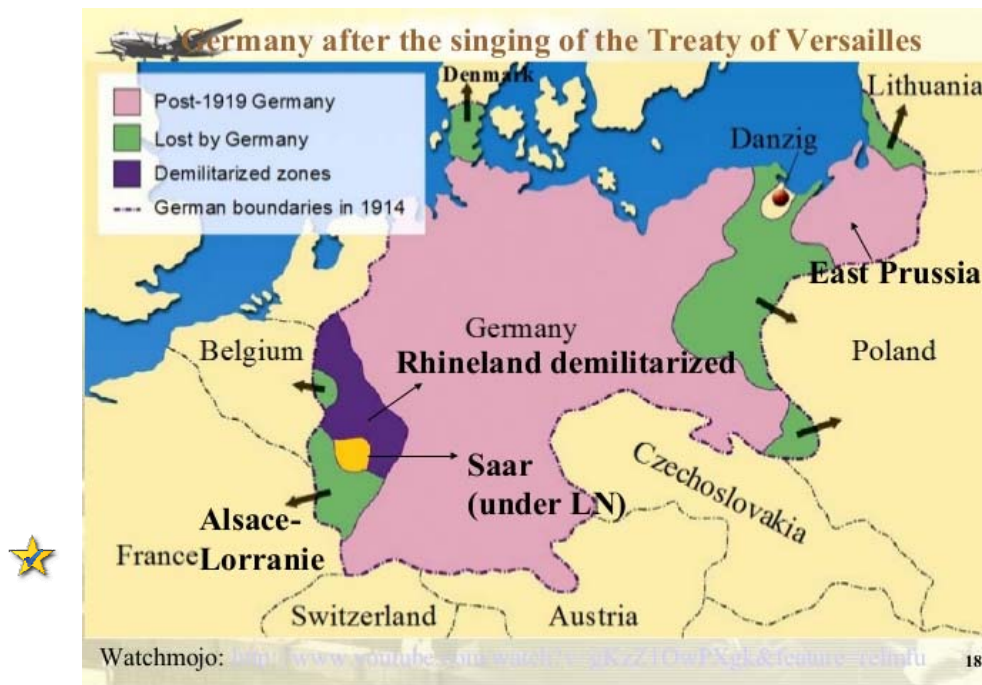 Germany after the singing of the Treaty of Versailles
Post-1919 Germany
Lost by Germany
Demilitarized zones
German boundaries in 1914
Denmark
Lithuania
Danzig
East Prussia
Germany
Belgium
Rhineland demilitarized
Poland
Saar
(under LN)
Czechoslovakia
Alsace-
France Lorranie
Switzerland
Austria
Watchmojo:
18